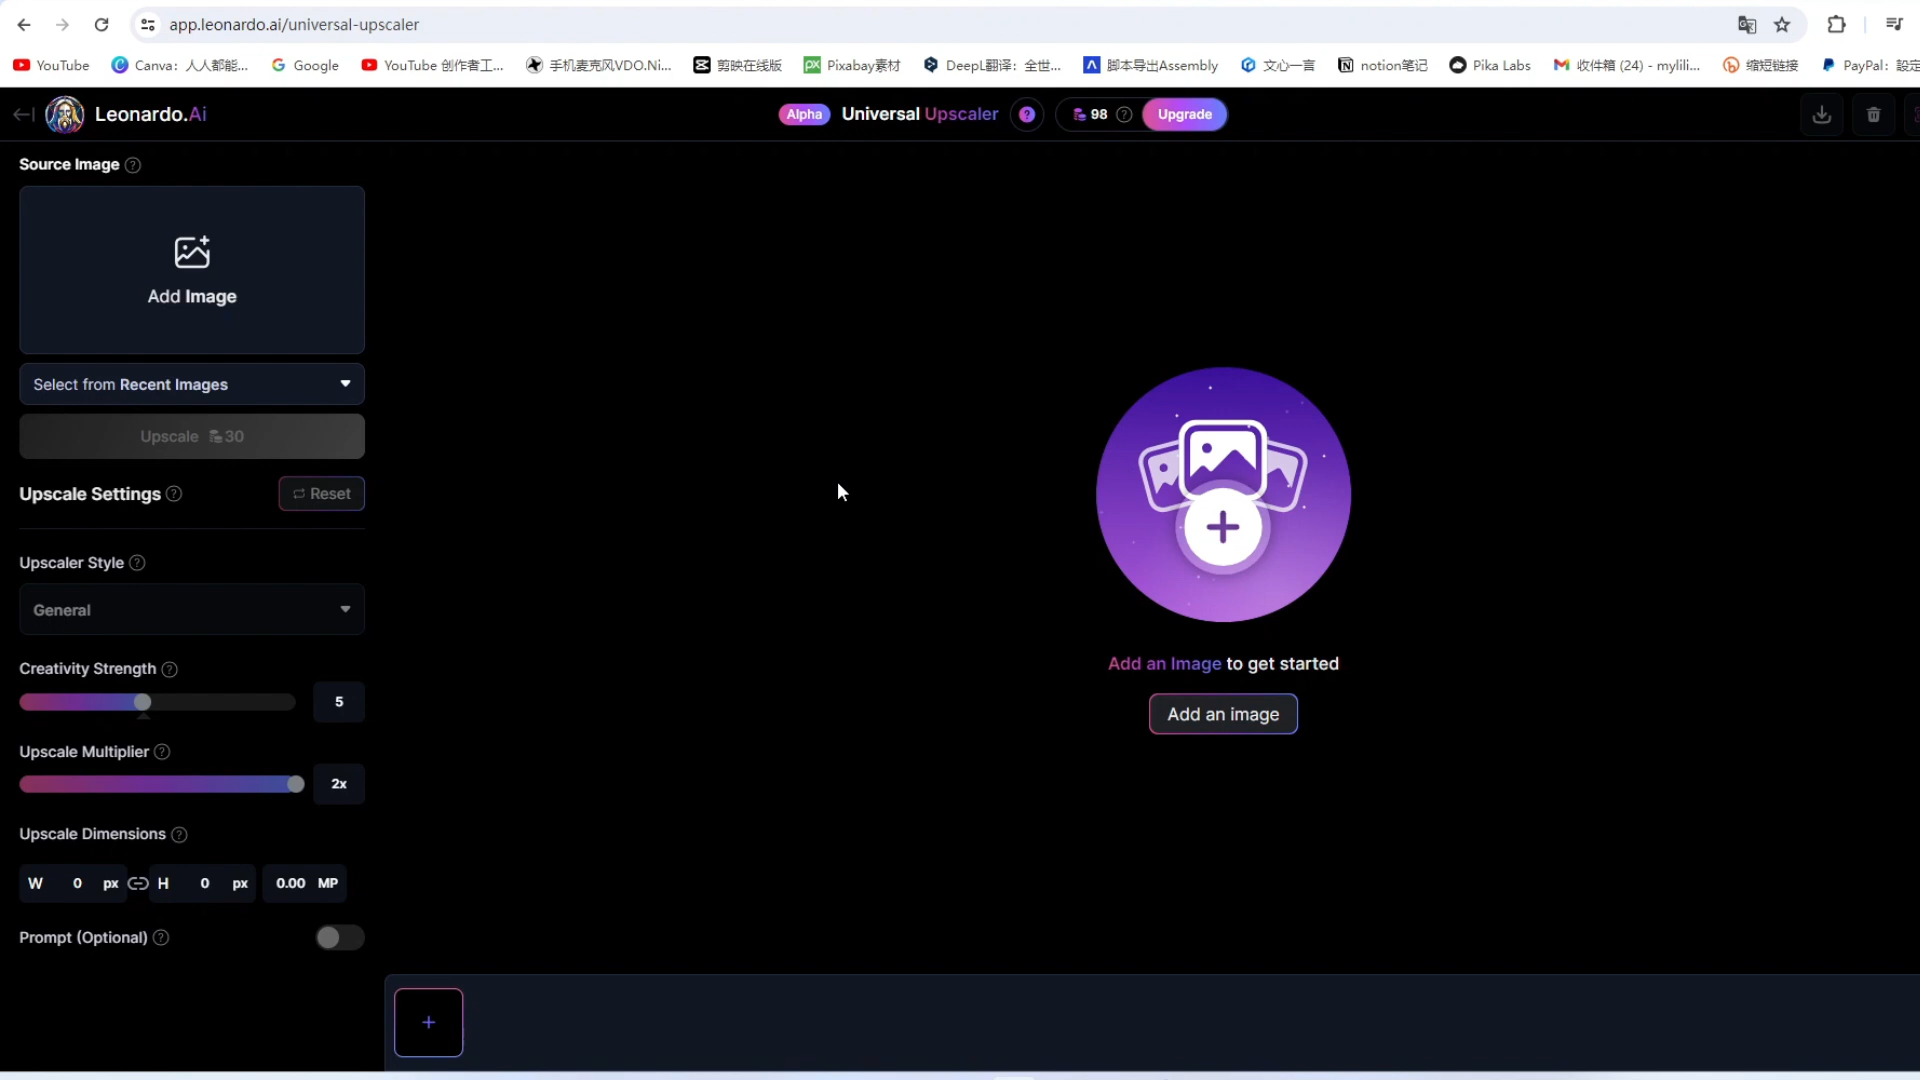 app.leonardo.ai/universal-upscaler
YouTube
Canva：人人都能...
Google
YouTube 创作者工...
手机麦克风VDO.Ni...
剪映在线版
Pixabay素材
DeepL翻译：全世...
脚本导出Assembly
文心一言
notion笔记
Pika Labs
收件箱 (24) - mylili...
缩短链接
PayPal：設定
Leonardo.Ai
Alpha
Universal Upscaler
?
98
?
Upgrade
Source Image ?
Add Image
Select from Recent Images
Upscale 30
Upscale Settings ?
Reset
Upscaler Style ?
General
Creativity Strength ?
5
Upscale Multiplier ?
2x
Upscale Dimensions ?
W 0 px H 0 px 0.00 MP
Prompt (Optional) ?
Add an Image to get started
Add an image